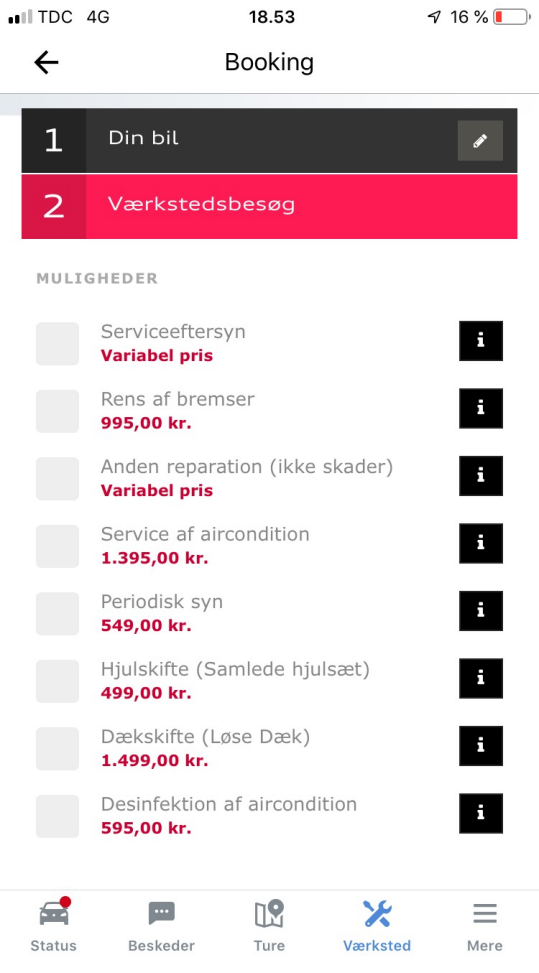 TDC 4G 18.53 16 %
Booking
1 Din bil
2 Værkstedsbesøg
MULIGHEDER
Serviceeftersyn
Variabel pris
Rens af bremser
995,00 kr.
Anden reparation (ikke skader)
Variabel pris
Service af aircondition
1.395,00 kr.
Periodisk syn
549,00 kr.
Hjulskifte (Samlede hjulsæt)
499,00 kr.
Dækskifte (Løse Dæk)
1.499,00 kr.
Desinfektion af aircondition
595,00 kr.
Status Beskeder Ture Værksted Mere